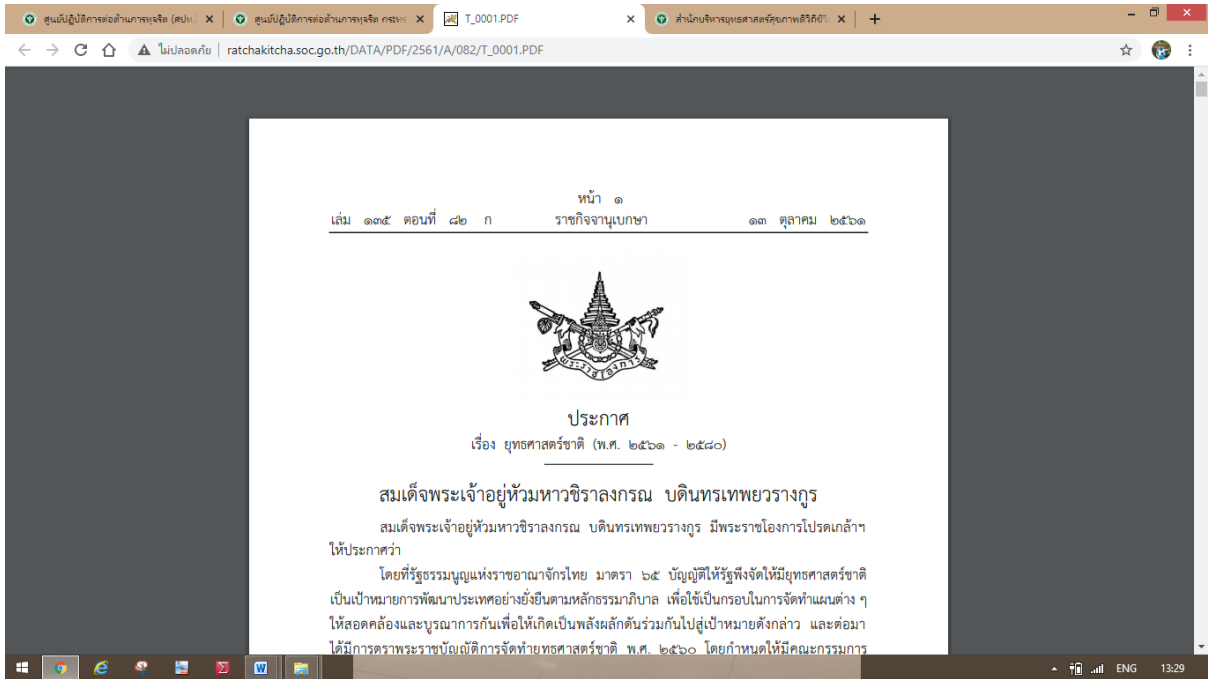 ศูนย์ปฏิบัติการต่อต้านการทุจริต (ศปท.)
ศูนย์ปฏิบัติการต่อต้านการทุจริต กระทร
T_0001.PDF
สำนักบริหารยุทธศาสตร์สุขภาพดีวิถีชีวิ
ไม่ปลอดภัย
ratchakitcha.soc.go.th/DATA/PDF/2561/A/082/T_0001.PDF
หน้า ๑
เล่ม ๑๓๕ ตอนที่ ๘๒ ก ราชกิจจานุเบกษา ๑๓ ตุลาคม ๒๕๖๑
พระราชโองการ
ประกาศ
เรื่อง ยุทธศาสตร์ชาติ (พ.ศ. ๒๕๖๑ - ๒๕๘๐)
สมเด็จพระเจ้าอยู่หัวมหาวชิราลงกรณ บดินทรเทพยวรางกูร
สมเด็จพระเจ้าอยู่หัวมหาวชิราลงกรณ บดินทรเทพยวรางกูร มีพระราชโองการโปรดเกล้าฯ
ให้ประกาศว่า
โดยที่รัฐธรรมนูญแห่งราชอาณาจักรไทย มาตรา ๖๕ บัญญัติให้รัฐพึงจัดให้มียุทธศาสตร์ชาติ
เป็นเป้าหมายการพัฒนาประเทศอย่างยั่งยืนตามหลักธรรมาภิบาล เพื่อใช้เป็นกรอบในการจัดทำแผนต่าง ๆ
ให้สอดคล้องและบูรณาการกันเพื่อให้เกิดเป็นพลังผลักดันร่วมกันไปสู่เป้าหมายดังกล่าว และต่อมา
ได้มีการตราพระราชบัญญัติการจัดทำยุทธศาสตร์ชาติ พ.ศ. ๒๕๖๐ โดยกำหนดให้มีคณะกรรมการ
ENG 13:29